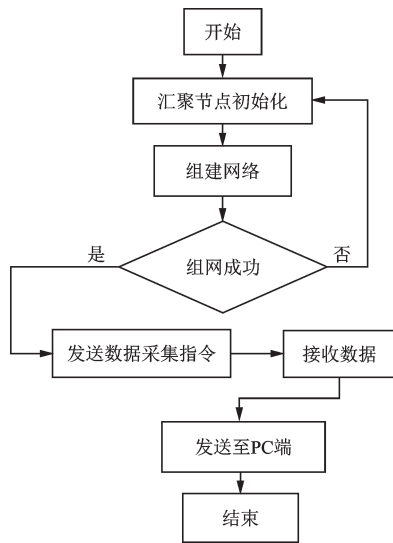 开始
汇聚节点初始化
组建网络
组网成功
是
否
发送数据采集指令
接收数据
发送至PC端
结束